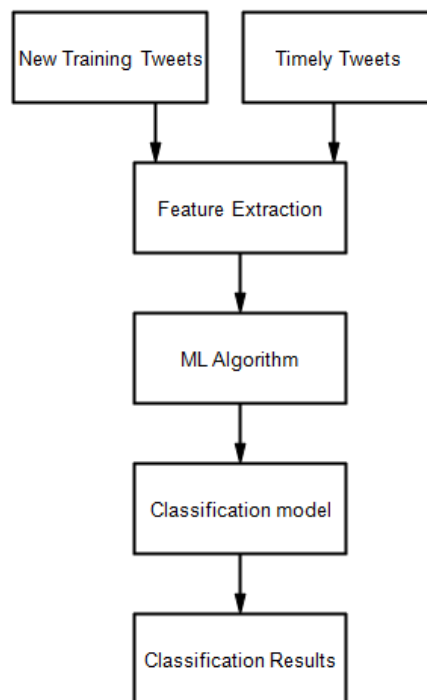 New Training Tweets
Timely Tweets
Feature Extraction
ML Algorithm
Classification model
Classification Results